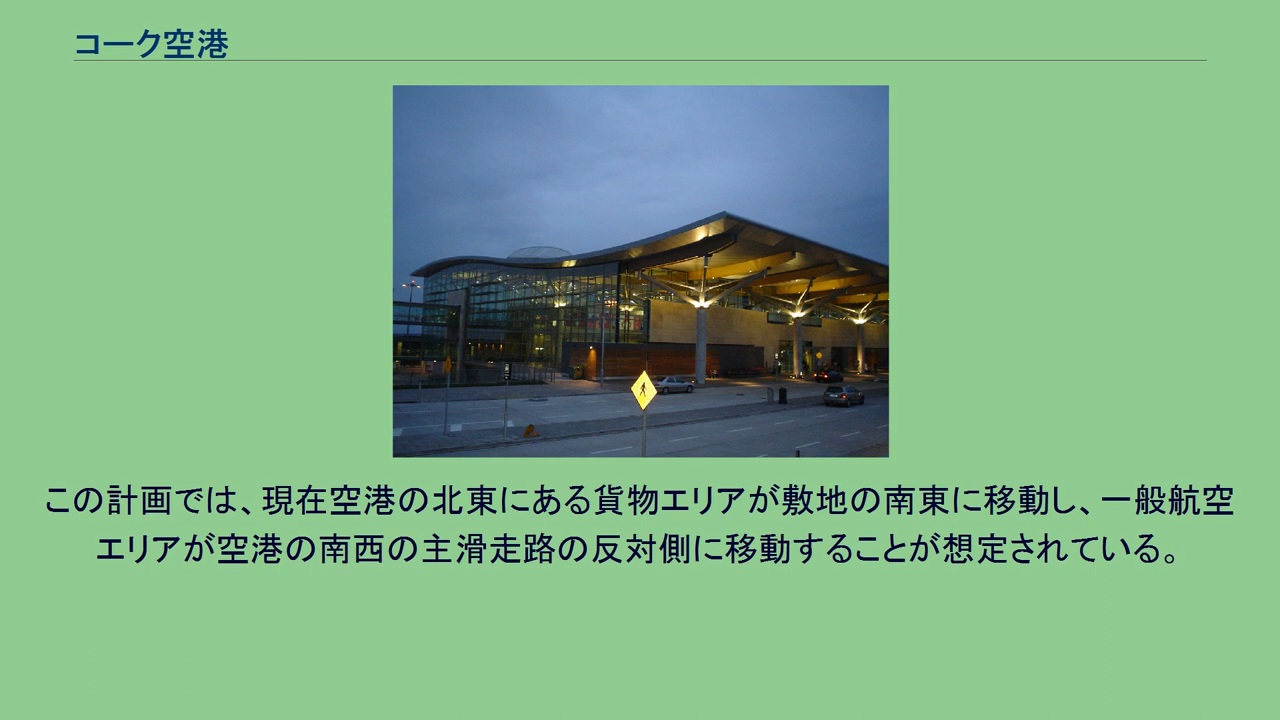 コーク空港
この計画では、現在空港の北東にある貨物エリアが敷地の南東に移動し、一般航空
エリアが空港の南西の主滑走路の反対側に移動することが想定されている。